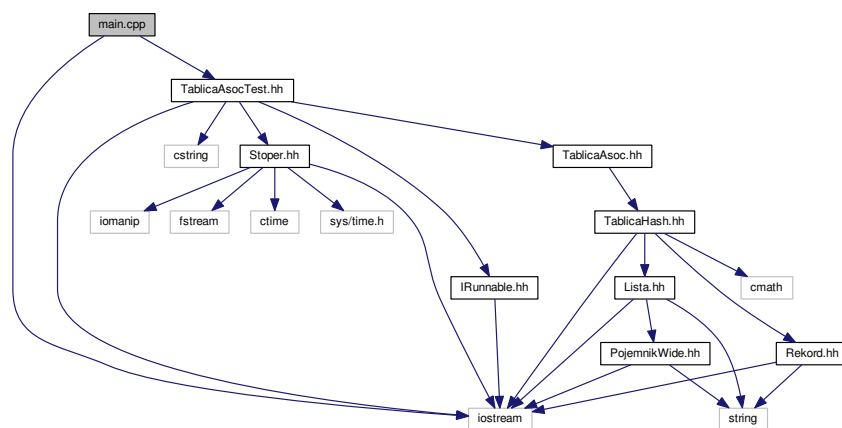 main.cpp
TablicaAsocTest.hh
cstring
Stoper.hh
TablicaAsoc.hh
iomanip
fstream
ctime
sys/time.h
TablicaHash.hh
IRunnable.hh
Lista.hh
cmath
PojemnikWide.hh
Rekord.hh
iostream
string